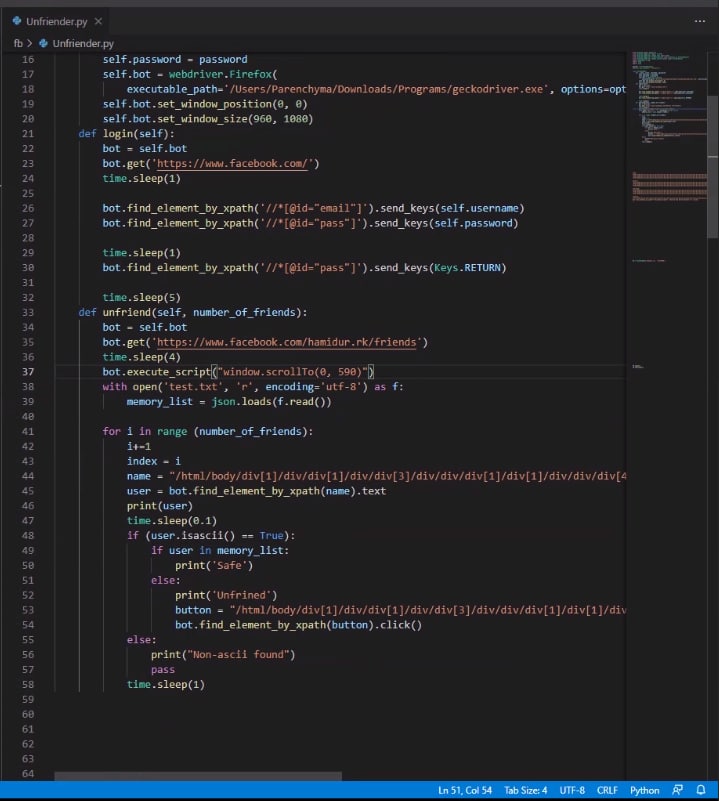 Unfriender.py
fb > Unfriender.py
16 self.password = password
17 self.bot = webdriver.Firefox(
18 executable_path='/Users/Parenchyma/Downloads/Programs/geckodriver.exe', options=opt
19 self.bot.set_window_position(0, 0)
20 self.bot.set_window_size(960, 1080)
21 def login(self):
22 bot = self.bot
23 bot.get('https://www.facebook.com/')
24 time.sleep(1)
25
26 bot.find_element_by_xpath('//*[@id="email"]').send_keys(self.username)
27 bot.find_element_by_xpath('//*[@id="pass"]').send_keys(self.password)
28
29 time.sleep(1)
30 bot.find_element_by_xpath('//*[@id="pass"]').send_keys(Keys.RETURN)
31
32 time.sleep(5)
33 def unfriend(self, number_of_friends):
34 bot = self.bot
35 bot.get('https://www.facebook.com/hamidur.rk/friends')
36 time.sleep(4)
37 bot.execute_script("window.scrollTo(0, 590)")
38 with open('test.txt', 'r', encoding='utf-8') as f:
39 memory_list = json.loads(f.read())
40
41 for i in range (number_of_friends):
42 i+=1
43 index = i
44 name = "/html/body/div[1]/div/div[1]/div/div[3]/div/div/div[1]/div[1]/div/div/div[4
45 user = bot.find_element_by_xpath(name).text
46 print(user)
47 time.sleep(0.1)
48 if (user.isascii() == True):
49 if user in memory_list:
50 print('Safe')
51 else:
52 print('Unfrined')
53 button = "/html/body/div[1]/div/div[1]/div/div[3]/div/div/div[1]/div[1]/div
54 bot.find_element_by_xpath(button).click()
55 else:
56 print("Non-ascii found")
57 pass
58 time.sleep(1)
59
60
61
62
63
64
Ln 51, Col 54 Tab Size: 4 UTF-8 CRLF Python